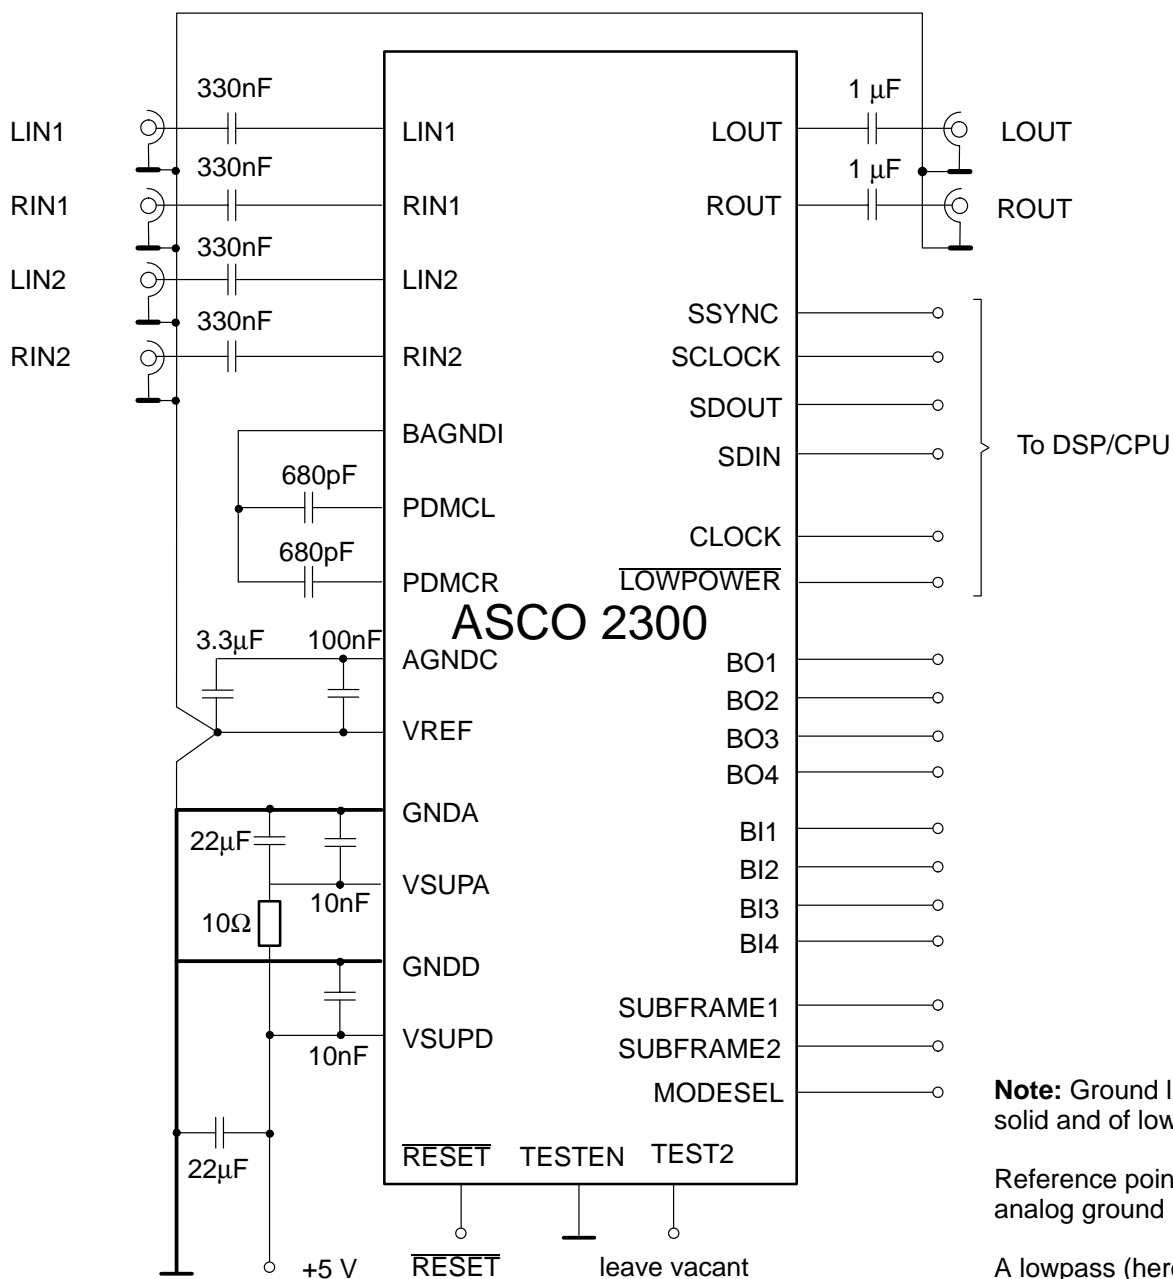 330nF
1 µF
LIN1
LIN1
LOUT
LOUT
330nF
1 µF
RIN1
RIN1
ROUT
ROUT
330nF
LIN2
LIN2
SSYNC
330nF
RIN2
RIN2
SCLOCK
SDOUT
BAGNDI
SDIN
To DSP/CPU
680pF
PDMCL
CLOCK
680pF
PDMCR
LOWPOWER
ASCO 2300
3.3µF
100nF
AGNDC
BO1
BO2
VREF
BO3
BO4
GNDA
22µF
BI1
BI2
VSUPA
10nF
BI3
10Ω
BI4
GNDD
SUBFRAME1
VSUPD
10nF
SUBFRAME2
MODESEL
Note: Ground
solid and of
RESET
TESTEN
TEST2
22µF
Reference
analog ground
+5 V
RESET
leave vacant
A lowpass